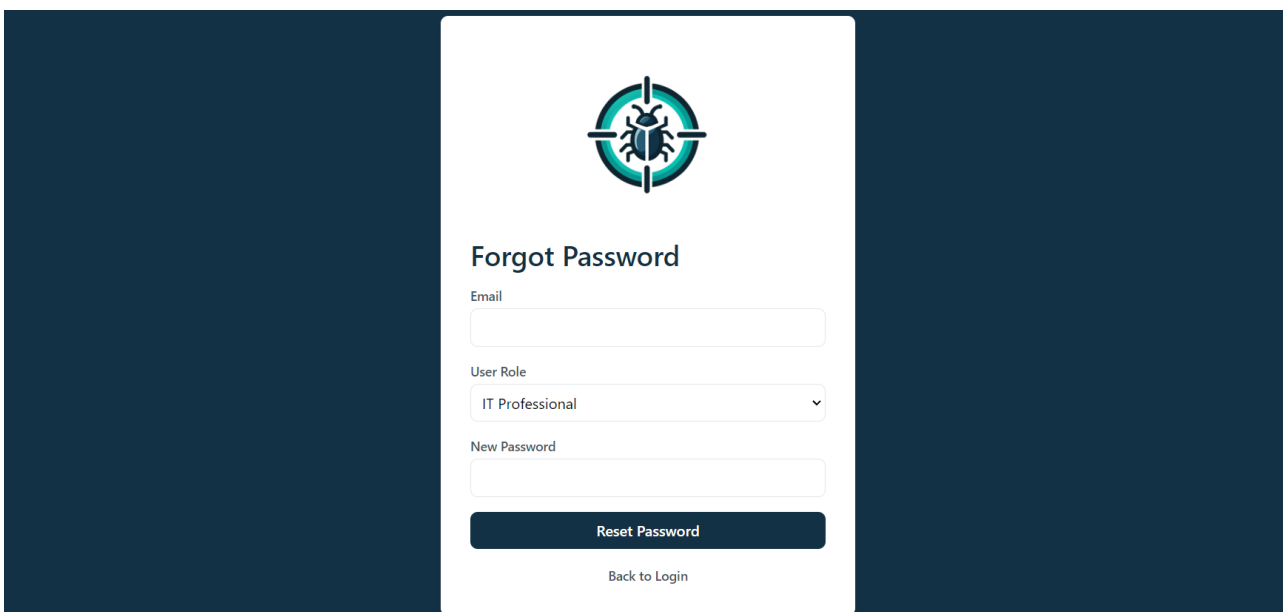 Forgot Password
Email
User Role
IT Professional
New Password
Reset Password
Back to Login